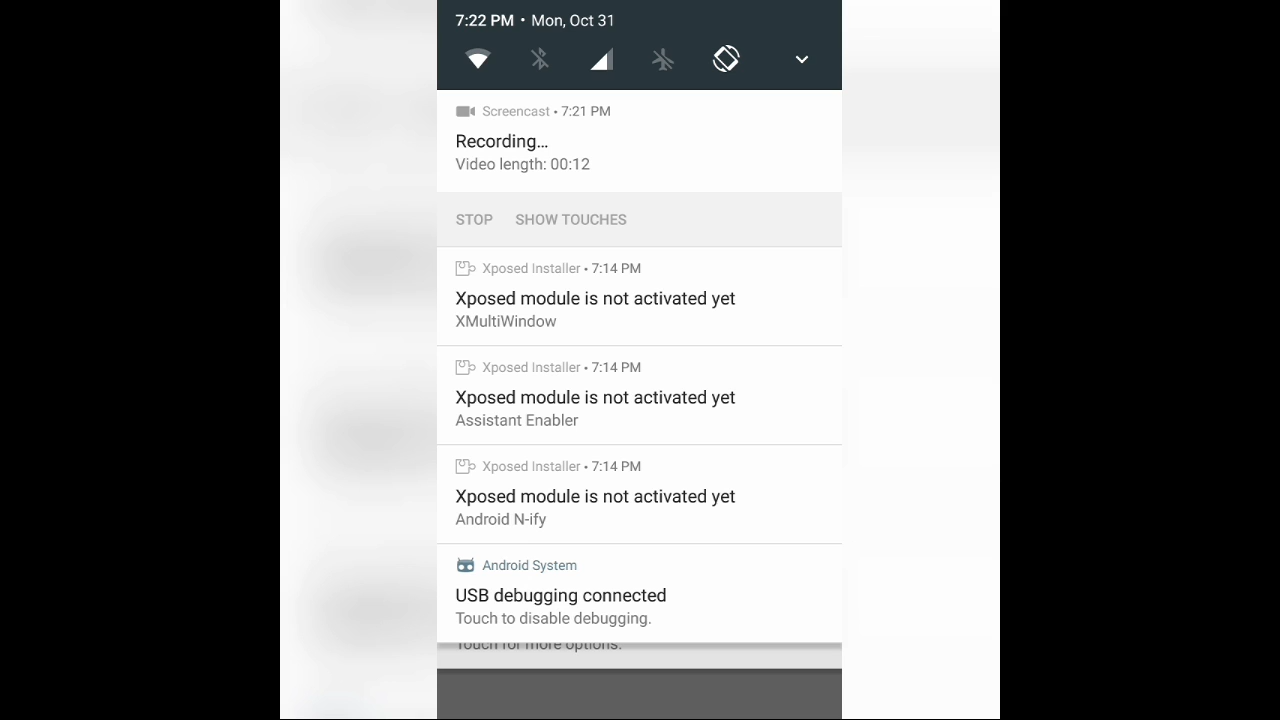 7:22 PM • Mon, Oct 31
Screencast • 7:21 PM
Recording...
Video length: 00:12
STOP SHOW TOUCHES
Xposed Installer • 7:14 PM
Xposed module is not activated yet
XMultiWindow
Xposed Installer • 7:14 PM
Xposed module is not activated yet
Assistant Enabler
Xposed Installer • 7:14 PM
Xposed module is not activated yet
Android N-ify
Android System
USB debugging connected
Touch to disable debugging.
Touch for more options.